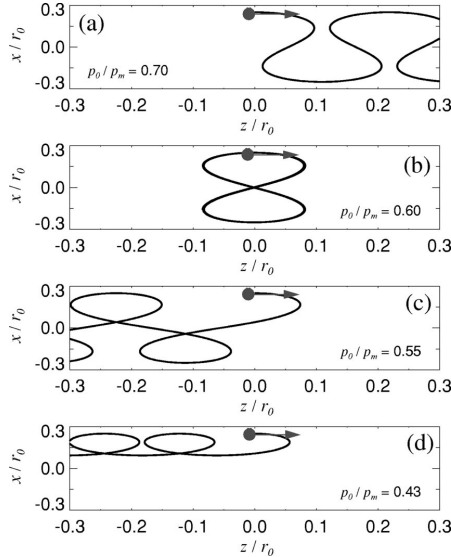 0.3
(a)
x / r0
0.0
p0 / pm = 0.70
-0.3
-0.3 -0.2 -0.1 0.0 0.1 0.2 0.3
z / r0
0.3
(b)
x / r0
0.0
p0 / pm = 0.60
-0.3
-0.3 -0.2 -0.1 0.0 0.1 0.2 0.3
z / r0
0.3
(c)
x / r0
0.0
p0 / pm = 0.55
-0.3
-0.3 -0.2 -0.1 0.0 0.1 0.2 0.3
z / r0
0.3
(d)
x / r0
0.0
p0 / pm = 0.43
-0.3
-0.3 -0.2 -0.1 0.0 0.1 0.2 0.3
z / r0